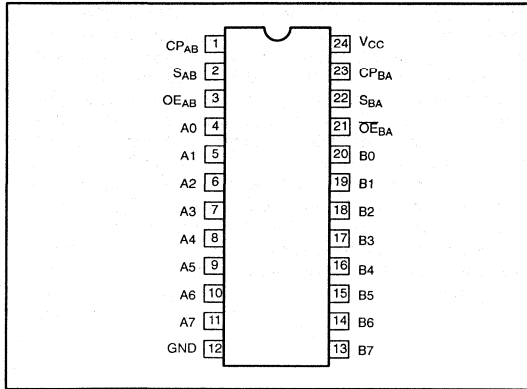 CPAB 1 24 VCC
SAB 2 23 CPBA
OEAB 3 22 SBA
A0 4 21 O̅E̅BA
A1 5 20 B0
A2 6 19 B1
A3 7 18 B2
A4 8 17 B3
A5 9 16 B4
A6 10 15 B5
A7 11 14 B6
GND 12 13 B7